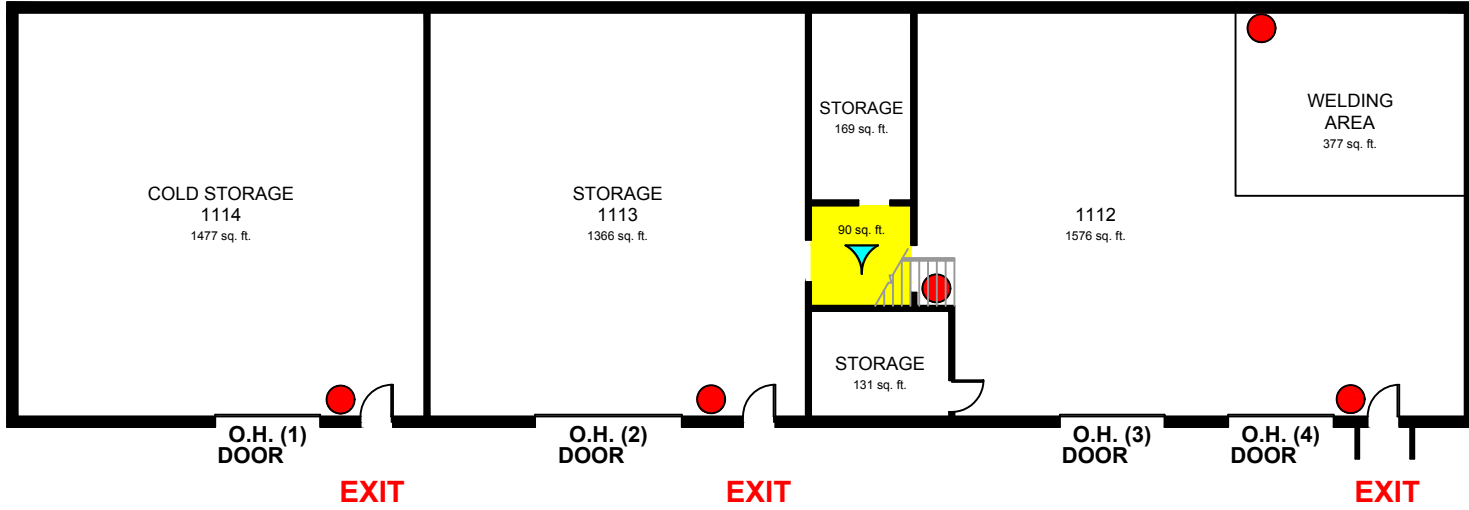 COLD STORAGE
1114
1477 sq. ft.
STORAGE
1113
1366 sq. ft.
STORAGE
169 sq. ft.
90 sq. ft.
STORAGE
131 sq. ft.
1112
1576 sq. ft.
WELDING
AREA
377 sq. ft.
O.H. (1)
DOOR
O.H. (2)
DOOR
O.H. (3)
DOOR
O.H. (4)
DOOR
EXIT
EXIT
EXIT